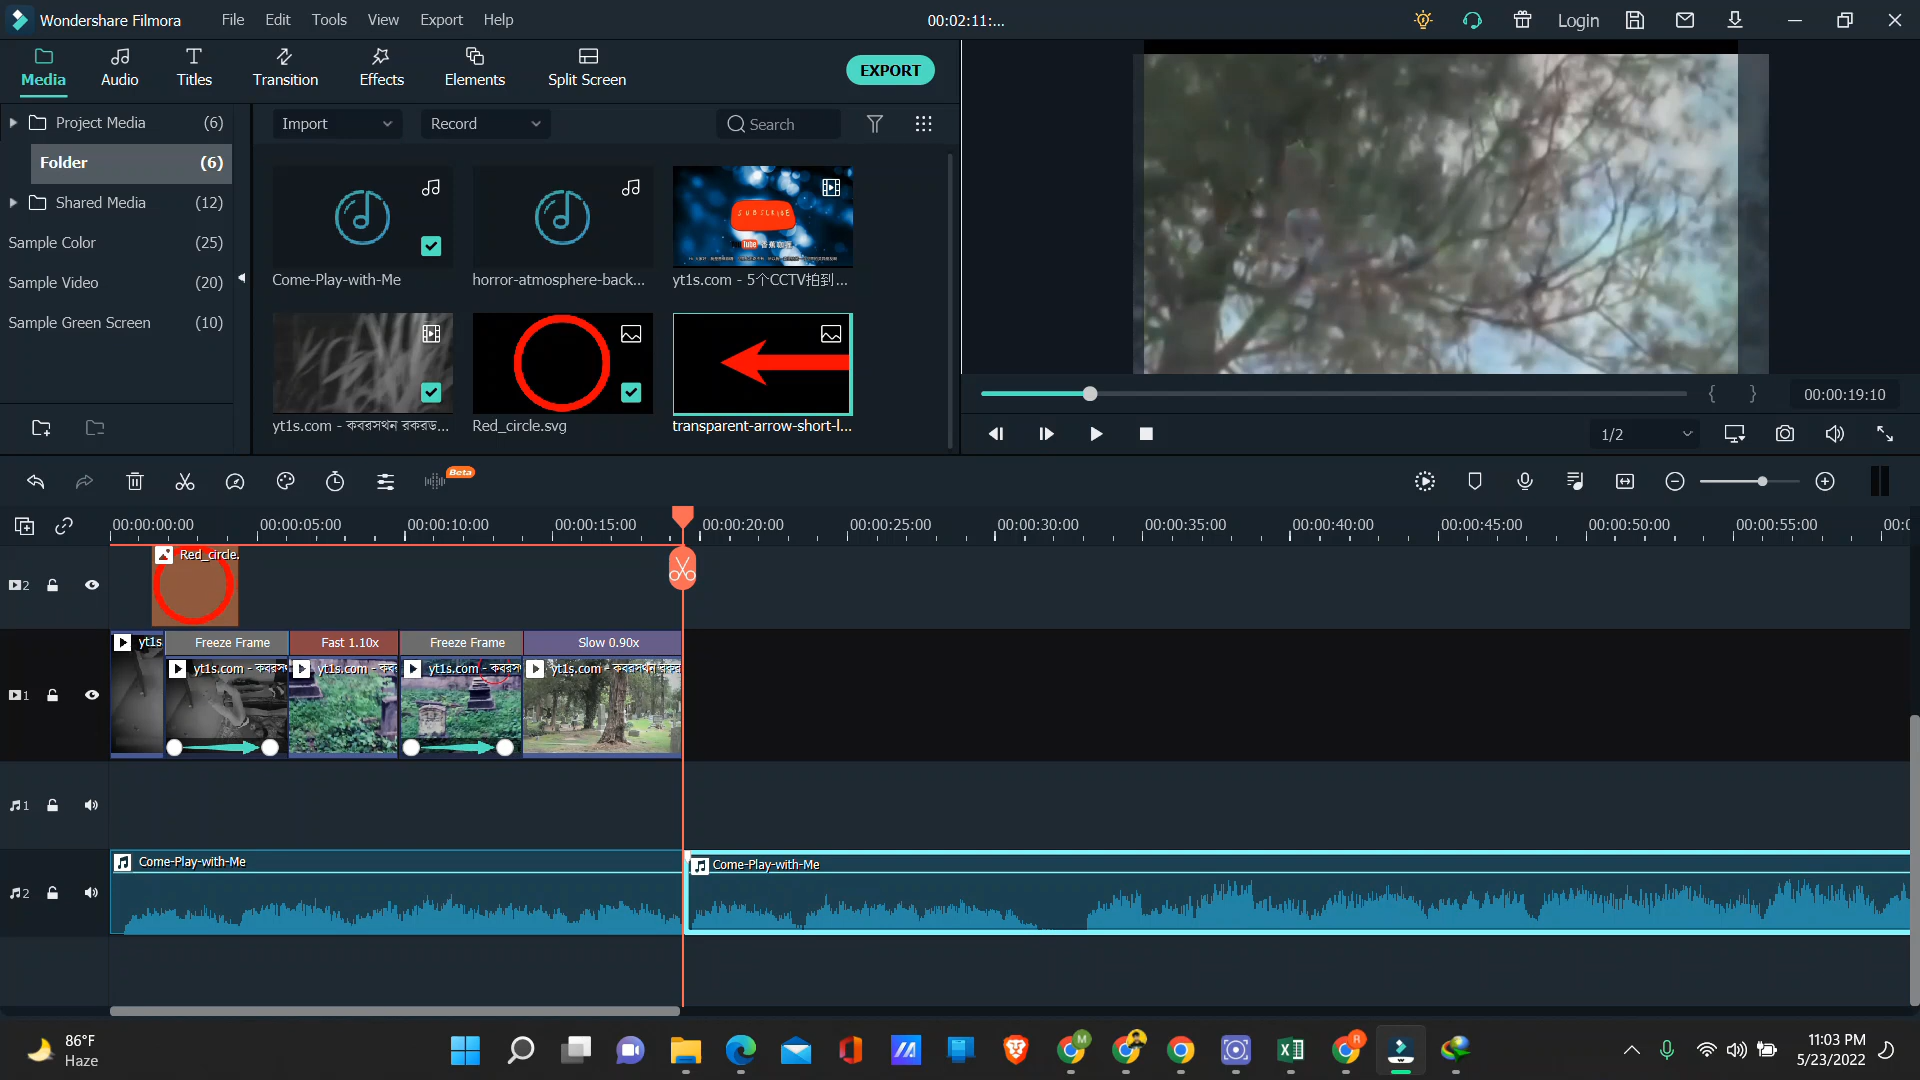 Wondershare Filmora
File Edit Tools View Export Help
00:02:11:...
Login
Media Audio Titles Transition Effects Elements Split Screen
EXPORT
Project Media (6)
Folder (6)
Shared Media (12)
Sample Color (25)
Sample Video (20)
Sample Green Screen (10)
Import Record Search
SUBSCRIBE
Come-Play-with-Me
horror-atmosphere-back...
yt1s.com - 5个CCTV拍到...
yt1s.com - কবরস্থান রকরড...
Red_circle.svg
transparent-arrow-short-l...
00:00:19:10
1/2
Beta
00:00:00:00 00:00:05:00 00:00:10:00 00:00:15:00 00:00:20:00 00:00:25:00 00:00:30:00 00:00:35:00 00:00:40:00 00:00:45:00 00:00:50:00 00:00:55:00 00:0
Red_circle.
2
Freeze Frame Fast 1.10x Freeze Frame Slow 0.90x
yt1s yt1s.com - yt1s.com - yt1s.com - yt1s.com -
1
1
Come-Play-with-Me Come-Play-with-Me
2
86°F
Haze
M
R
11:03 PM
5/23/2022